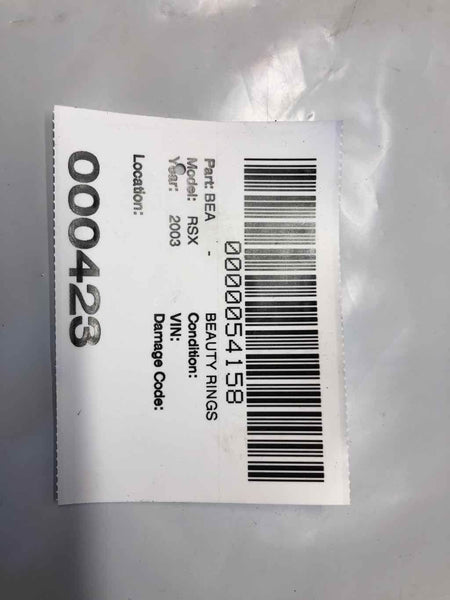 0000054158
Part: BEA - BEAUTY RINGS
Model: RSX Condition:
Year: 2003 VIN:
Damage Code:
Location:
000423